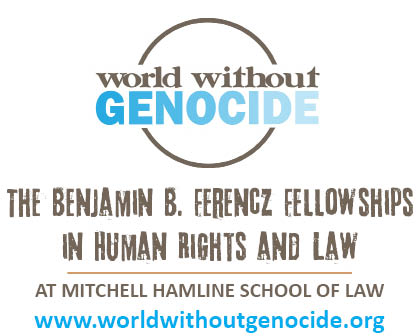 world without
GENOCIDE
THE BENJAMIN B. FERENCZ FELLOWSHIPS
IN HUMAN RIGHTS AND LAW
AT MITCHELL HAMLINE SCHOOL OF LAW
www.worldwithoutgenocide.org